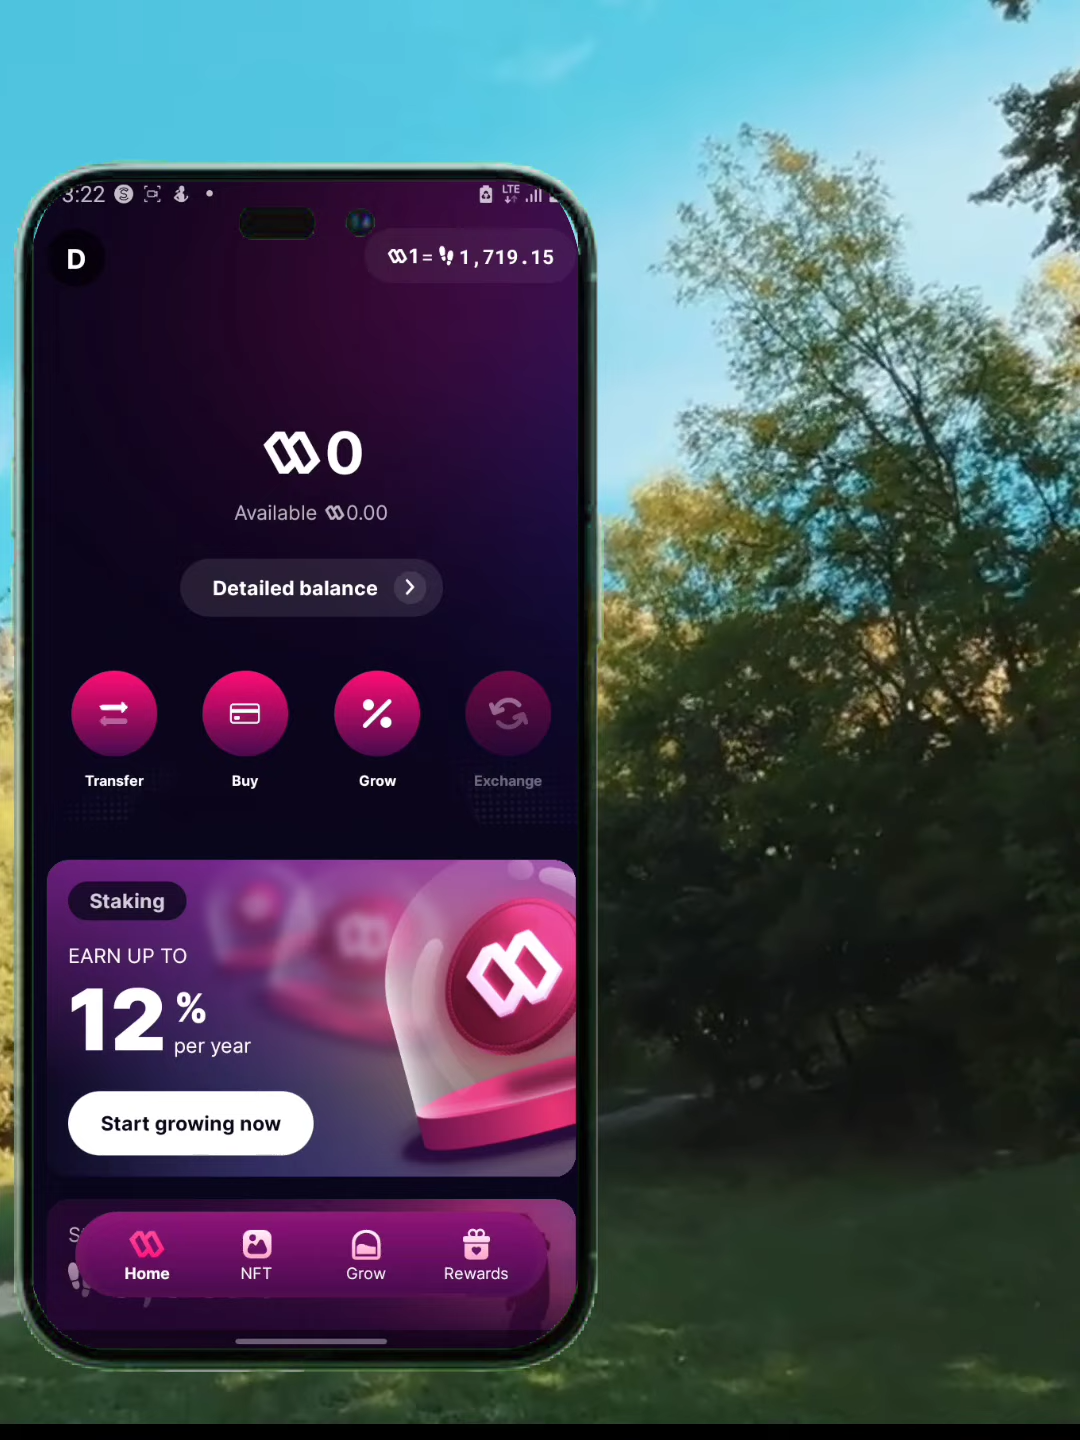 3:22
LTE
D
1=1,719.15
0
Available 0.00
Detailed balance
Transfer Buy Grow Exchange
Staking
EARN UP TO
12%
per year
Start growing now
Home NFT Grow Rewards